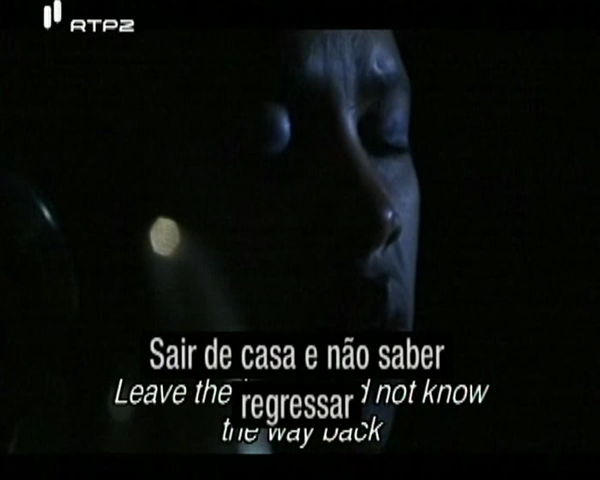 RTP2
Sair de casa e não saber
regressar
Leave the not know
the way back